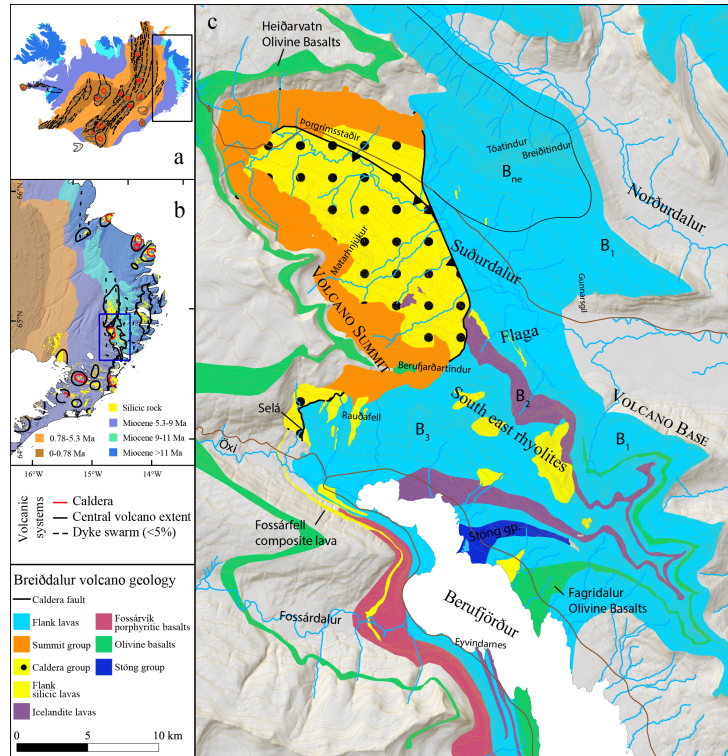 a
66°N
b
65°N
64°N
16°W
15°W
14°W
Silicic rock
Miocene 5.3-9 Ma
0.78-5.3 Ma
Miocene 9-11 Ma
0-0.78 Ma
Miocene >11 Ma
Volcanic
systems
Caldera
Central volcano extent
Dyke swarm (<5%)
Breiðdalur volcano geology
Caldera fault
Flank lavas
Fossárvík
porphyritic basalts
Summit group
Olivine basalts
Caldera group
Stöng group
Flank
silicic lavas
Icelandite lavas
0
5
10 km
c
Heiðarvatn
Olivine Basalts
Þorgrímsstaðir
Tóatindur
Breiðitindur
Bne
Norðurdalur
B1
Matarhnjúkur
Suðurdalur
Gunnarsgil
VOLCANO SUMMIT
Flaga
Berufjarðartindur
B2
VOLCANO BASE
Selá
Rauðafell
South east rhyolites
B3
B1
Öxi
Fossárfell
composite lava
Stöng gp.
Fagridalur
Olivine Basalts
Fossárdalur
Berufjörður
Eyvindarnes